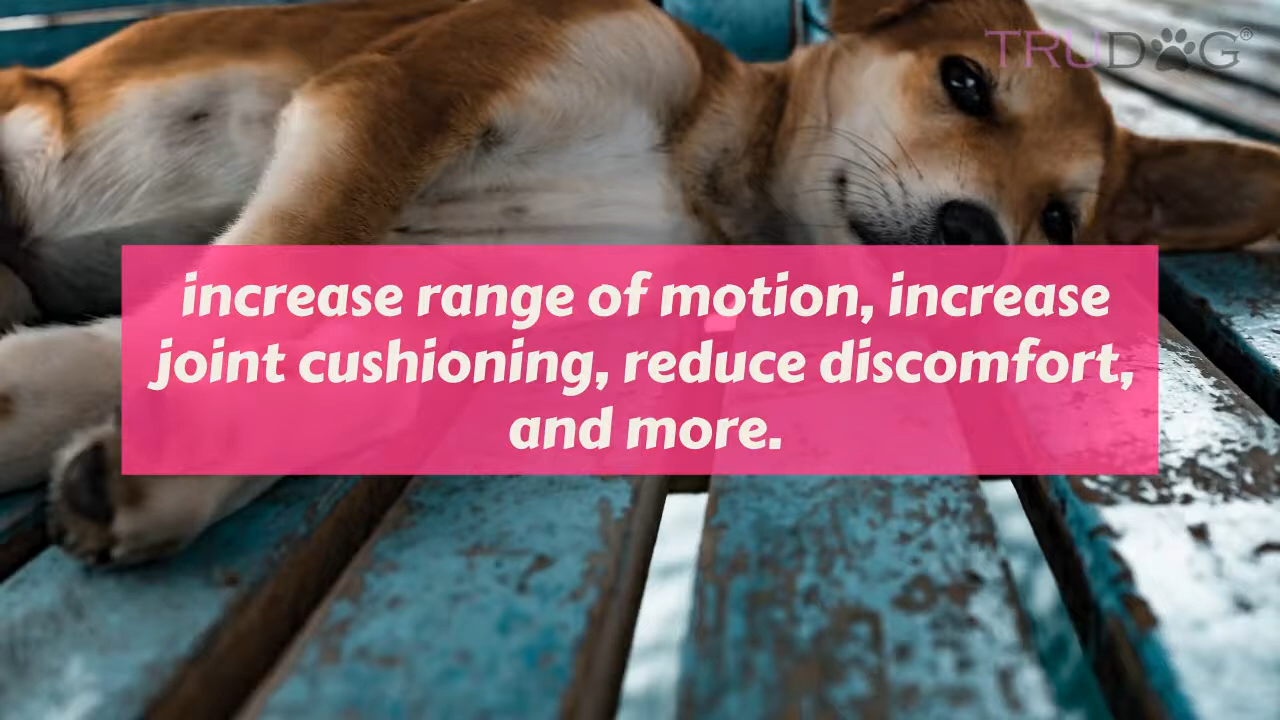 TRUDOG®
increase range of motion, increase
joint cushioning, reduce discomfort,
and more.